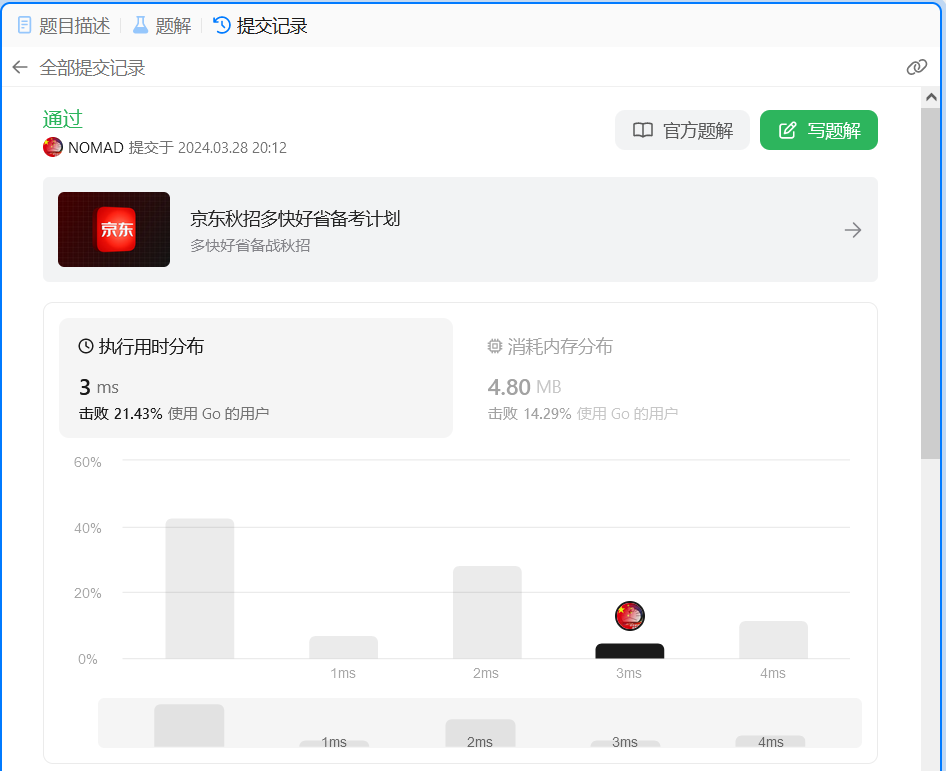 题目描述 题解 提交记录
全部提交记录
通过
官方题解 写题解
NOMAD 提交于 2024.03.28 20:12
京东
京东秋招多快好省备考计划
多快好省备战秋招
执行用时分布 消耗内存分布
3 ms 4.80 MB
击败 21.43% 使用 Go 的用户 击败 14.29% 使用 Go 的用户
60%
40%
20%
0%
1ms 2ms 3ms 4ms
1ms 2ms 3ms 4ms